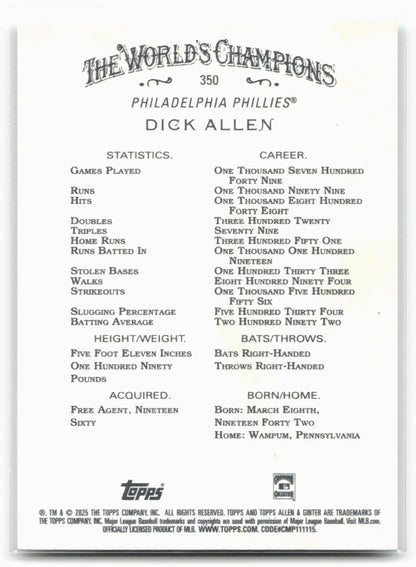 The World's Champions
350
Philadelphia Phillies®
Dick Allen
Statistics. Career.
Games Played One Thousand Seven Hundred
Forty Nine
Runs One Thousand Ninety Nine
Hits One Thousand Eight Hundred
Forty Eight
Doubles Three Hundred Twenty
Triples Seventy Nine
Home Runs Three Hundred Fifty One
Runs Batted In One Thousand One Hundred
Nineteen
Stolen Bases One Hundred Thirty Three
Walks Eight Hundred Ninety Four
Strikeouts One Thousand Five Hundred
Fifty Six
Slugging Percentage Five Hundred Thirty Four
Batting Average Two Hundred Ninety Two
Height/Weight. Bats/Throws.
Five Foot Eleven Inches Bats Right-Handed
One Hundred Ninety Throws Right-Handed
Pounds
Acquired. Born/Home.
Free Agent, Nineteen Born: March Eighth,
Sixty Nineteen Forty Two
Home: Wampum, Pennsylvania
Topps
®, TM & © 2025 THE TOPPS COMPANY, INC. ALL RIGHTS RESERVED. TOPPS AND TOPPS ALLEN & GINTER ARE TRADEMARKS OF
THE TOPPS COMPANY, INC. Major League Baseball trademarks and copyrights are used with permission of Major League Baseball. Visit MLB.com.
OFFICIALLY LICENSED PRODUCT OF MLB. WWW.TOPPS.COM. CODE#CMP111115.